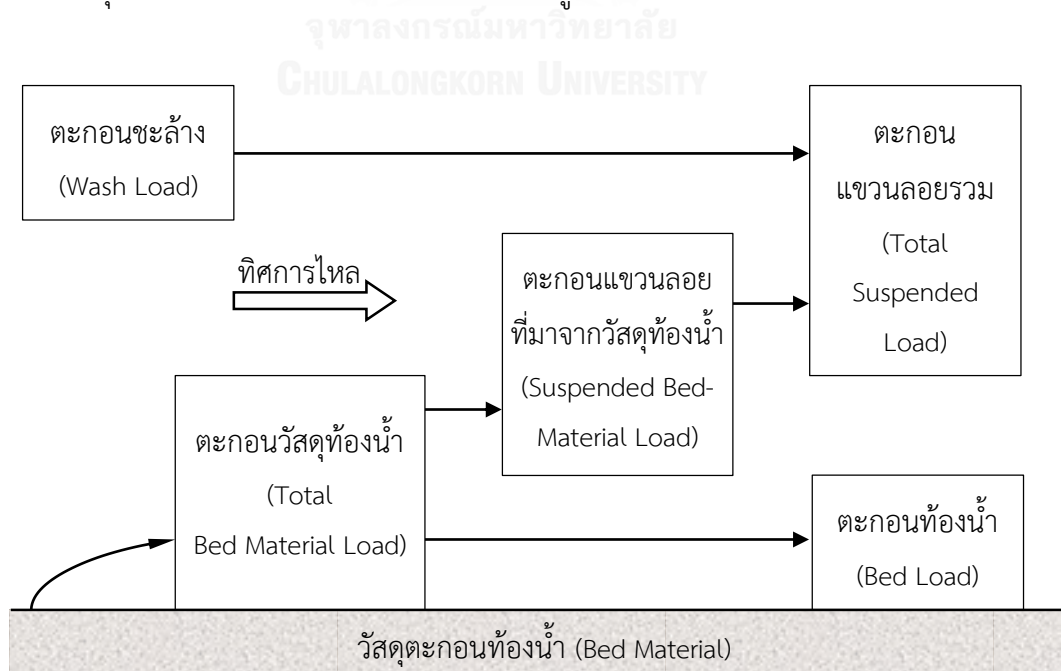 จุฬาลงกรณ์มหาวิทยาลัย
CHULALONGKORN UNIVERSITY
ตะกอนชะล้าง
(Wash Load)
ตะกอน
แขวนลอยรวม
(Total
Suspended
Load)
ทิศการไหล
ตะกอนแขวนลอย
ที่มาจากวัสดุท้องน้ำ
(Suspended Bed-
Material Load)
ตะกอนวัสดุท้องน้ำ
(Total
Bed Material Load)
ตะกอนท้องน้ำ
(Bed Load)
วัสดุตะกอนท้องน้ำ (Bed Material)